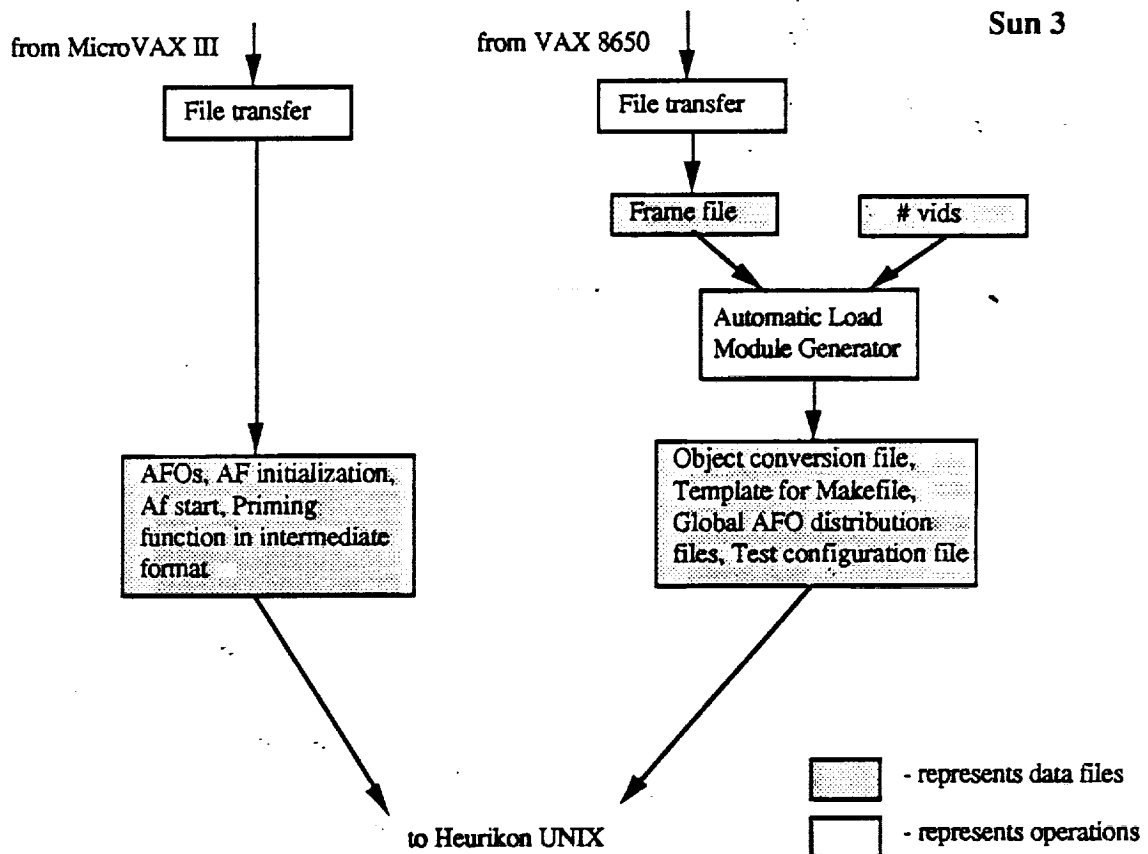 Sun 3
from MicroVAX III
from VAX 8650
File transfer
File transfer
Frame file
# vids
Automatic Load
Module Generator
AFOs, AF initialization,
Af start, Priming
function in intermediate
format
Object conversion file,
Template for Makefile,
Global AFO distribution
files, Test configuration file
to Heurikon UNIX
- represents data files
- represents operations